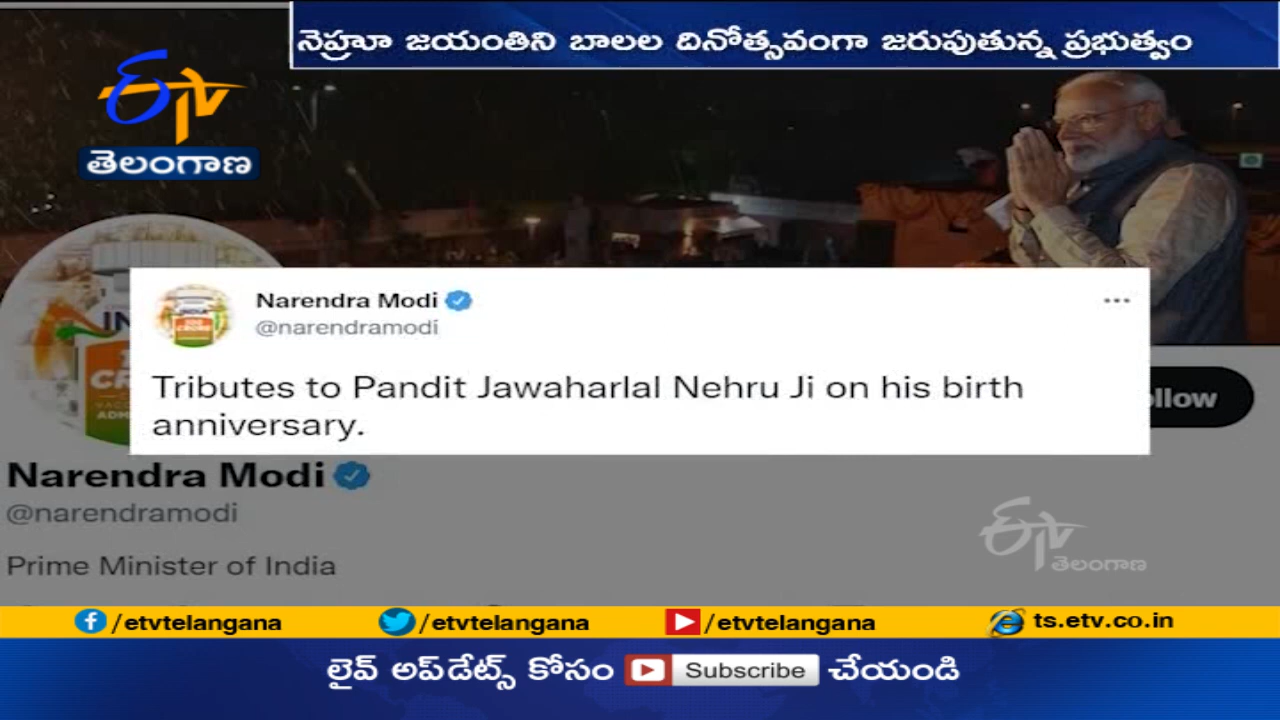 నెహ్రూ జయంతిని బాలల దినోత్సవంగా జరుపుతున్న ప్రభుత్వం
ETV
తెలంగాణ
Narendra Modi
@narendramodi
Tributes to Pandit Jawaharlal Nehru Ji on his birth
anniversary.
Narendra Modi
@narendramodi
Prime Minister of India
ETV
తెలంగాణ
/etvtelangana
/etvtelangana
/etvtelangana
ts.etv.co.in
లైవ్ అప్‌డేట్స్ కోసం Subscribe చేయండి